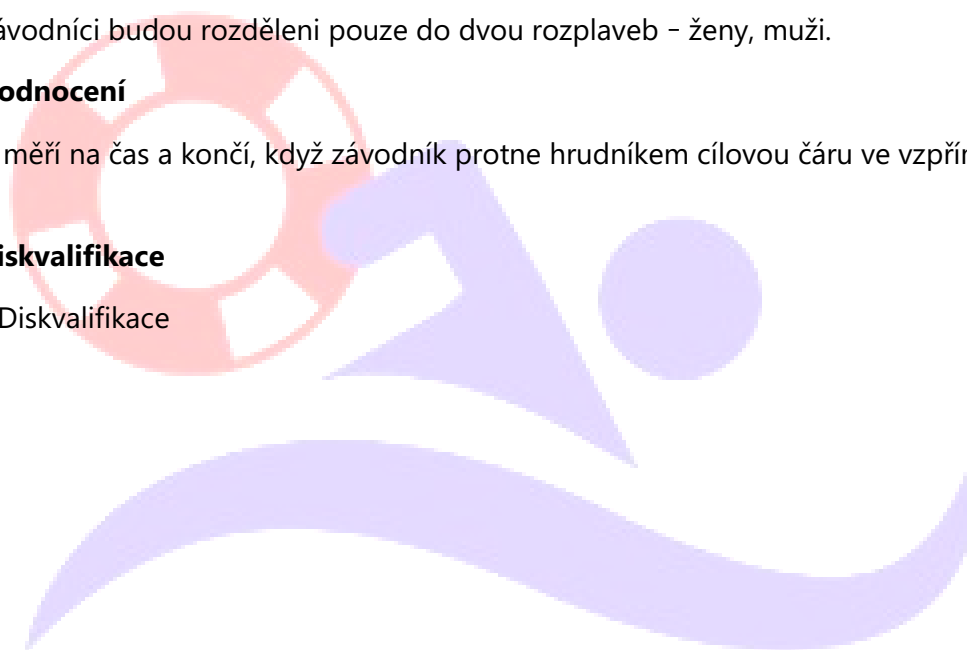 ávodníci budou rozděleni pouze do dvou rozplaveb – ženy, muži.
odnocení
měří na čas a končí, když závodník protne hrudníkem cílovou čáru ve vzpřím
iskvalifikace
Diskvalifikace